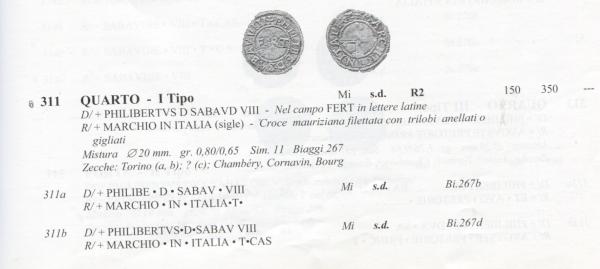 311 QUARTO - I Tipo Mi s.d. R2 150 350 ---
D/ + PHILIBERTVS D SABAVD VIII - Nel campo FERT in lettere latine
R/ + MARCHIO IN ITALIA (sigle) - Croce mauriziana filettata con trilobi anellati o
gigliati
Mistura Ø 20 mm. gr. 0,80/0,65 Sim. 11 Biaggi 267
Zecche: Torino (a, b); ? (c); Chambéry, Cornavin, Bourg
311a D/ + PHILIBE • D • SABAV • VIII Mi s.d. Bi.267b
R/ + MARCHIO • IN • ITALIA•T•
311b D/ + PHILIBERTVS•D•SABAV VIII Mi s.d. Bi.267d
R/ + MARCHIO • IN • ITALIA • T•CAS